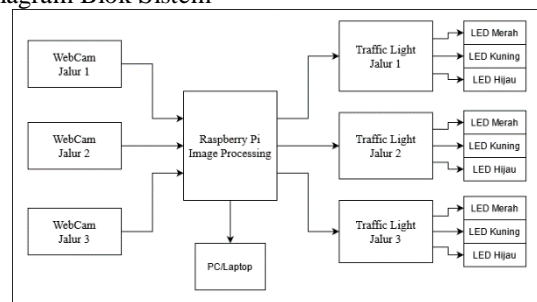 agram Blok Sistem
WebCam
Jalur 1
WebCam
Jalur 2
WebCam
Jalur 3
Raspberry Pi
Image Processing
PC/Laptop
Traffic Light
Jalur 1
LED Merah
LED Kuning
LED Hijau
Traffic Light
Jalur 2
LED Merah
LED Kuning
LED Hijau
Traffic Light
Jalur 3
LED Merah
LED Kuning
LED Hijau